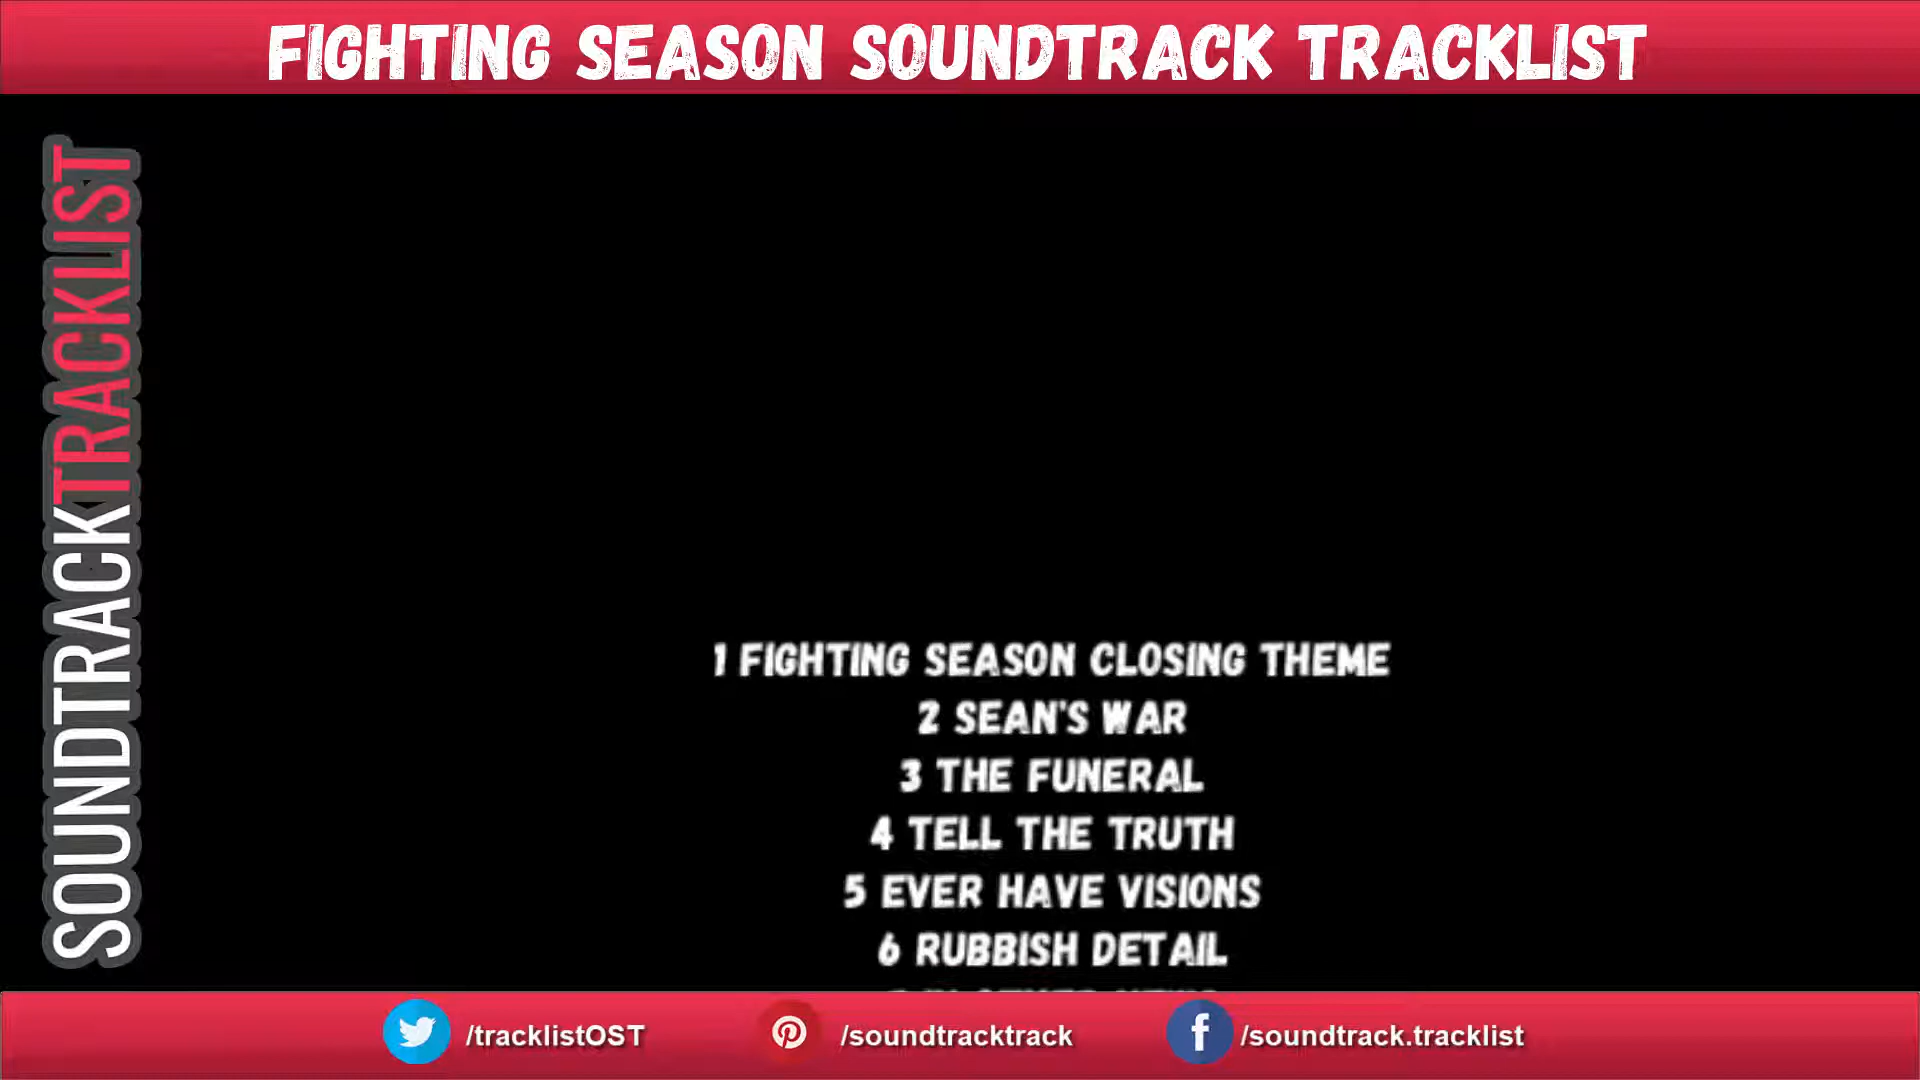 FIGHTING SEASON SOUNDTRACK TRACKLIST
SOUNDTRACKTRACKLIST
1 FIGHTING SEASON CLOSING THEME
2 SEAN'S WAR
3 THE FUNERAL
4 TELL THE TRUTH
5 EVER HAVE VISIONS
6 RUBBISH DETAIL
/tracklistOST
/soundtracktrack
/soundtrack.tracklist